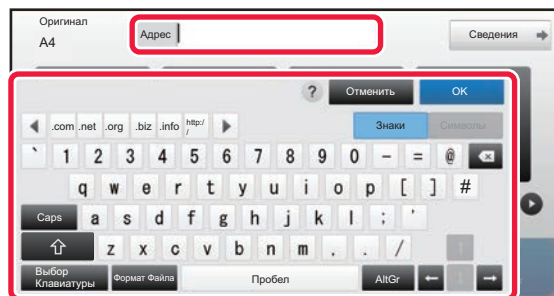 Оригинал
A4
Адрес
Сведения
? Отменить OK
.com .net .org .biz .info http:/
/
Знаки Символы
` 1 2 3 4 5 6 7 8 9 0 - = @
q w e r t y u i o p [ ] #
Caps a s d f g h j k l ; '
z x c v b n m , . /
Выбор
Клавиатуры
Формат Файла Пробел AltGr